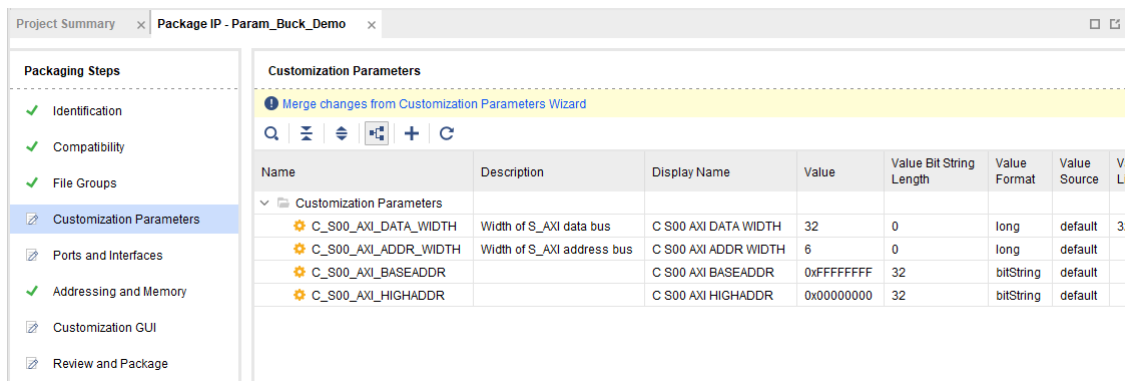 Project Summary × Package IP - Param_Buck_Demo ×
Packaging Steps
Identification
Compatibility
File Groups
Customization Parameters
Ports and Interfaces
Addressing and Memory
Customization GUI
Review and Package
Customization Parameters
Merge changes from Customization Parameters Wizard
Name Description Display Name Value Value Bit String Length Value Format Value Source
Customization Parameters
C_S00_AXI_DATA_WIDTH Width of S_AXI data bus C S00 AXI DATA WIDTH 32 0 long default
C_S00_AXI_ADDR_WIDTH Width of S_AXI address bus C S00 AXI ADDR WIDTH 6 0 long default
C_S00_AXI_BASEADDR C S00 AXI BASEADDR 0xFFFFFFFF 32 bitString default
C_S00_AXI_HIGHADDR C S00 AXI HIGHADDR 0x00000000 32 bitString default